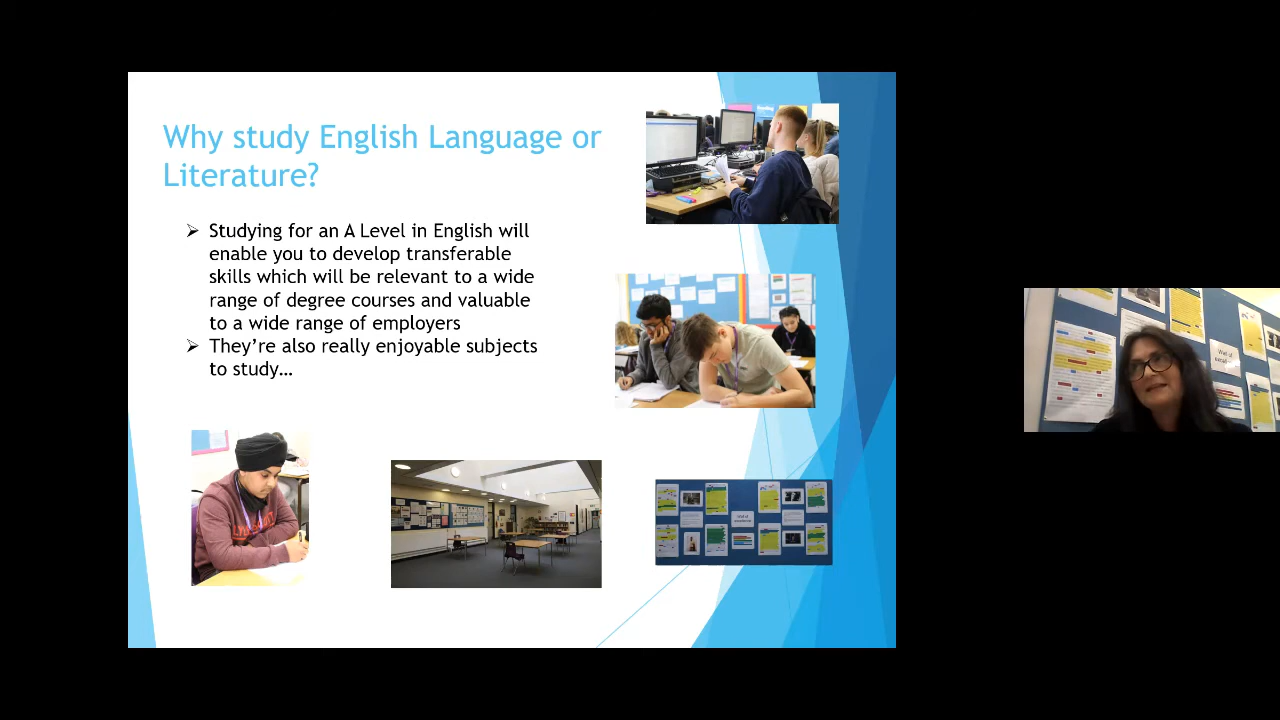 Why study English Language or
Literature?
➢ Studying for an A Level in English will
enable you to develop transferable
skills which will be relevant to a wide
range of degree courses and valuable
to a wide range of employers
➢ They’re also really enjoyable subjects
to study…
Wall of